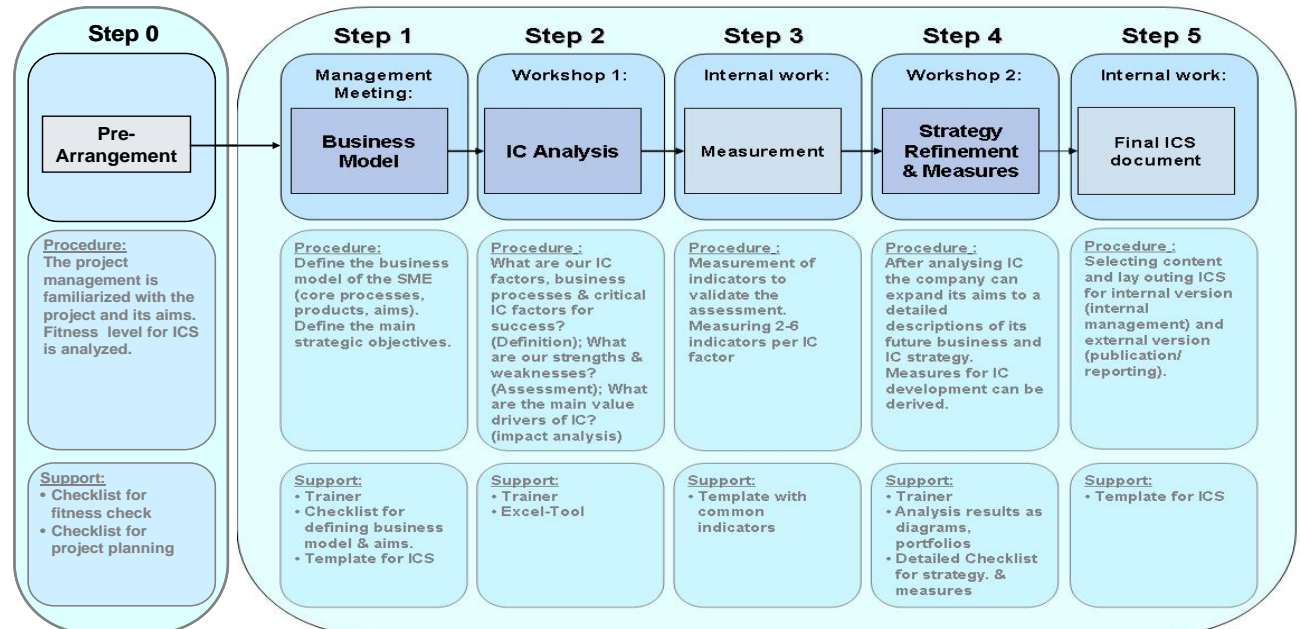 Step 0
Pre-
Arrangement
Procedure:
The project
management is
familiarized with the
project and its aims.
Fitness level for ICS
is analyzed.
Support:
• Checklist for
fitness check
• Checklist for
project planning
Step 1
Management
Meeting:
Business
Model
Procedure:
Define the business
model of the SME
(core processes,
products, aims).
Define the main
strategic objectives.
Support:
• Trainer
• Checklist for
defining business
model & aims.
• Template for ICS
Step 2
Workshop 1:
IC Analysis
Procedure :
What are our IC
factors, business
processes & critical
IC factors for
success?
(Definition); What
are our strengths &
weaknesses?
(Assessment); What
are the main value
drivers of IC?
(impact analysis)
Support:
• Trainer
• Excel-Tool
Step 3
Internal work:
Measurement
Procedure :
Measurement of
indicators to
validate the
assessment.
Measuring 2-6
indicators per IC
factor
Support:
• Template with
common
indicators
Step 4
Workshop 2:
Strategy
Refinement
& Measures
Procedure :
After analysing IC
the company can
expand its aims to a
detailed
descriptions of its
future business and
IC strategy.
Measures for IC
development can be
derived.
Support:
• Trainer
• Analysis results as
diagrams,
portfolios
• Detailed Checklist
for strategy. &
measures
Step 5
Internal work:
Final ICS
document
Procedure :
Selecting content
and lay outing ICS
for internal version
(internal
management) and
external version
(publication/
reporting).
Support:
• Template for ICS